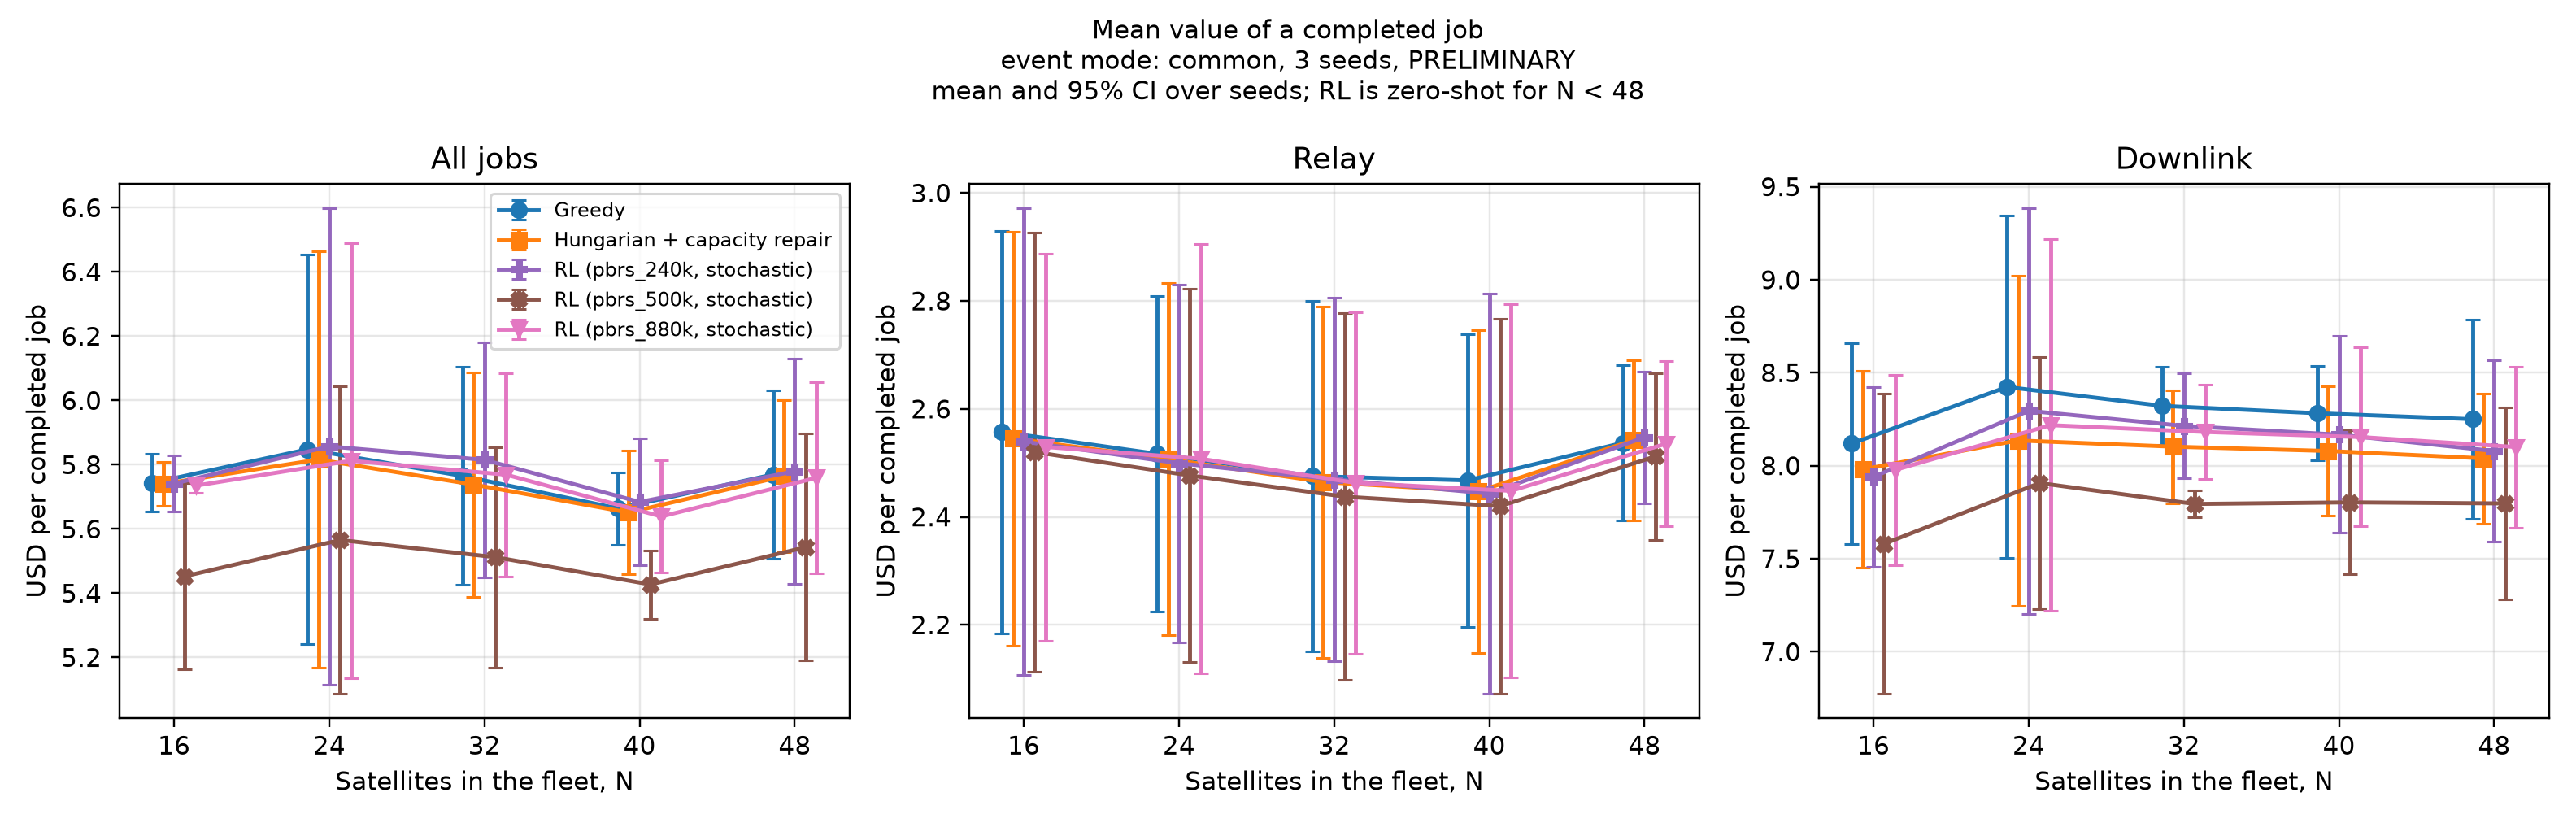 Mean value of a completed job
event mode: common, 3 seeds, PRELIMINARY
mean and 95% CI over seeds; RL is zero-shot for N < 48
All jobs
USD per completed job
6.6
6.4
6.2
6.0
5.8
5.6
5.4
5.2
Greedy
Hungarian + capacity repair
RL (pbrs_240k, stochastic)
RL (pbrs_500k, stochastic)
RL (pbrs_880k, stochastic)
16 24 32 40 48
Satellites in the fleet, N
Relay
USD per completed job
3.0
2.8
2.6
2.4
2.2
16 24 32 40 48
Satellites in the fleet, N
Downlink
USD per completed job
9.5
9.0
8.5
8.0
7.5
7.0
16 24 32 40 48
Satellites in the fleet, N